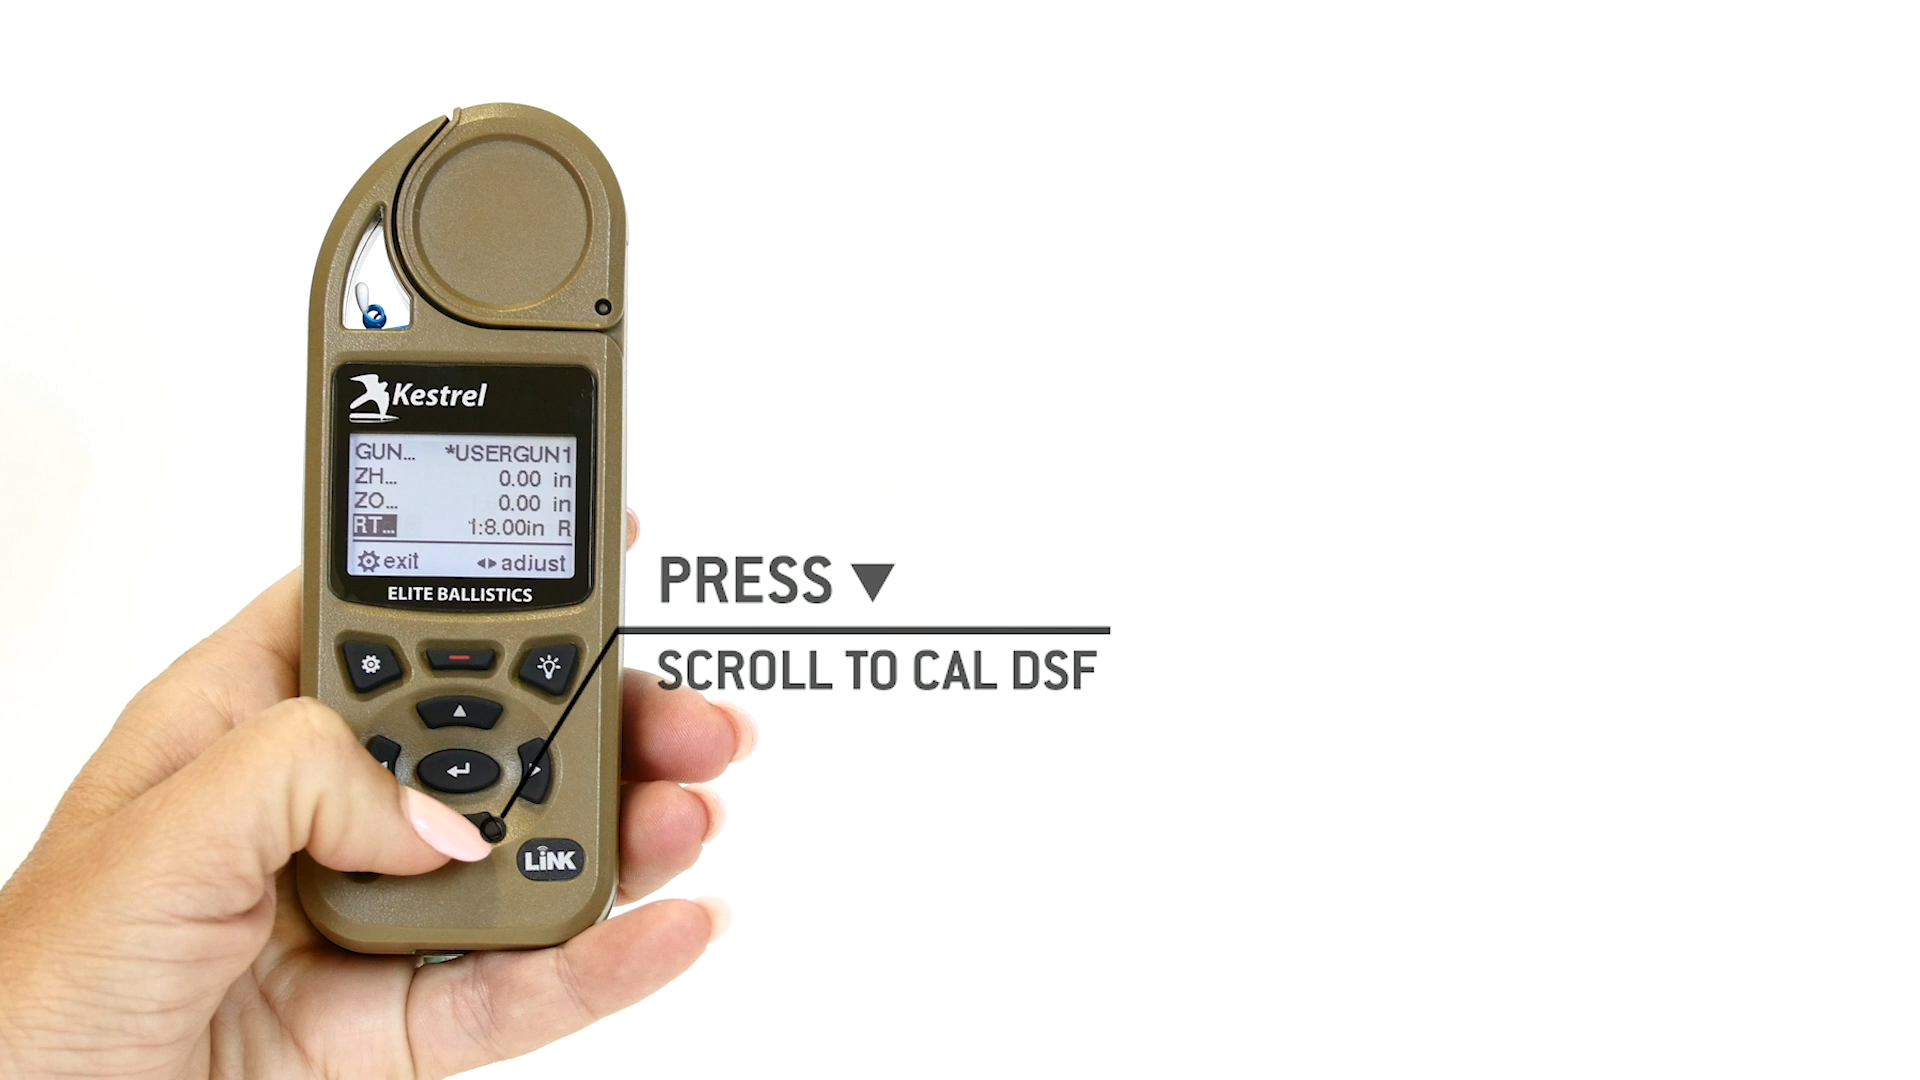 Kestrel
GUN... *USERGUN1
ZH... 0.00 in
ZO... 0.00 in
RT... 1:8.00in R
exit ◂▸ adjust
ELITE BALLISTICS
PRESS ▼
SCROLL TO CAL DSF
LiNK